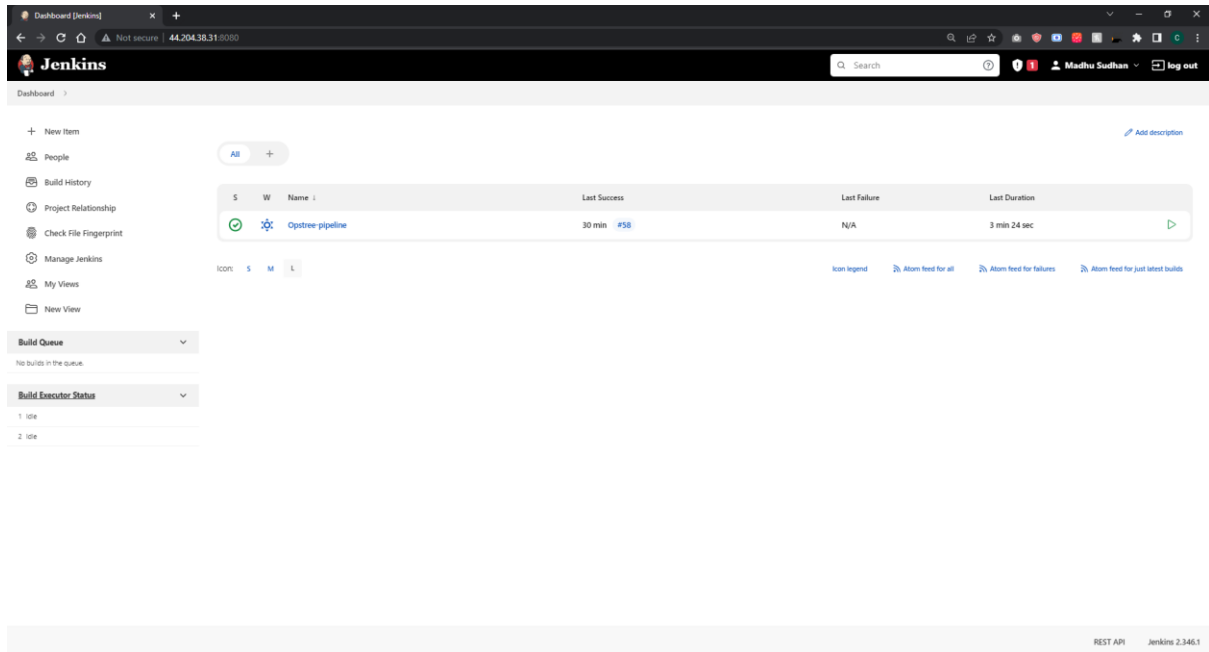 Dashboard [Jenkins]
Not secure | 44.204.38.31:8080
Jenkins
Search
1
Madhu Sudhan
log out
Dashboard
New Item
People
Build History
Project Relationship
Check File Fingerprint
Manage Jenkins
My Views
New View
Build Queue
No builds in the queue.
Build Executor Status
1 Idle
2 Idle
Add description
All +
S W Name ↓ Last Success Last Failure Last Duration
Opstree-pipeline 30 min #58 N/A 3 min 24 sec
Icon: S M L
Icon legend Atom feed for all Atom feed for failures Atom feed for just latest builds
REST API Jenkins 2.346.1